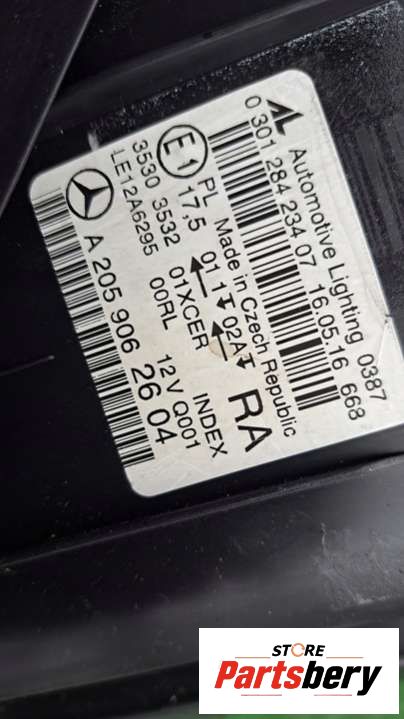 Automotive Lighting 0387
0 301 284 234 07 16.05.16 668
Made in Czech Republic
E1 PL 01 1 02A RA
17,5
3530 3532 01XCER INDEX
LE12A6295 00RL 12V Q001
A 205 906 26 04
STORE
Partsbery